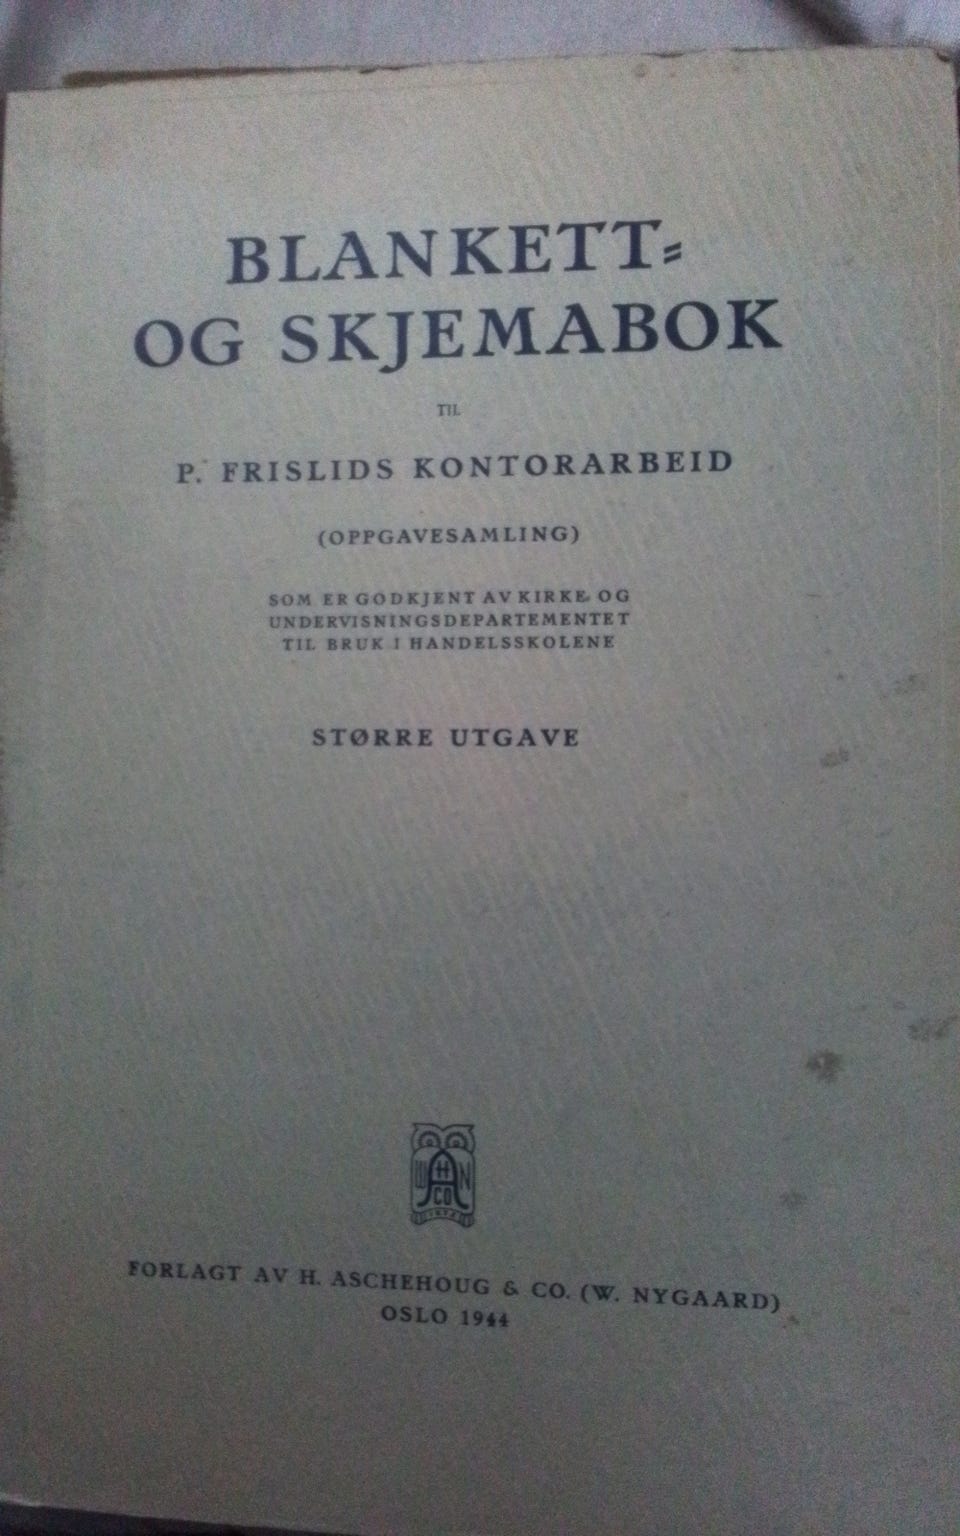 BLANKETT-
OG SKJEMABOK
TIL
P. FRISLIDS KONTORARBEID
(OPPGAVESAMLING)
SOM ER GODKJENT AV KIRKE- OG
UNDERVISNINGSDEPARTEMENTET
TIL BRUK I HANDELSSKOLENE
STØRRE UTGAVE
W H N
A
CO
FORLAGT AV H. ASCHEHOUG & CO. (W. NYGAARD)
OSLO 1944